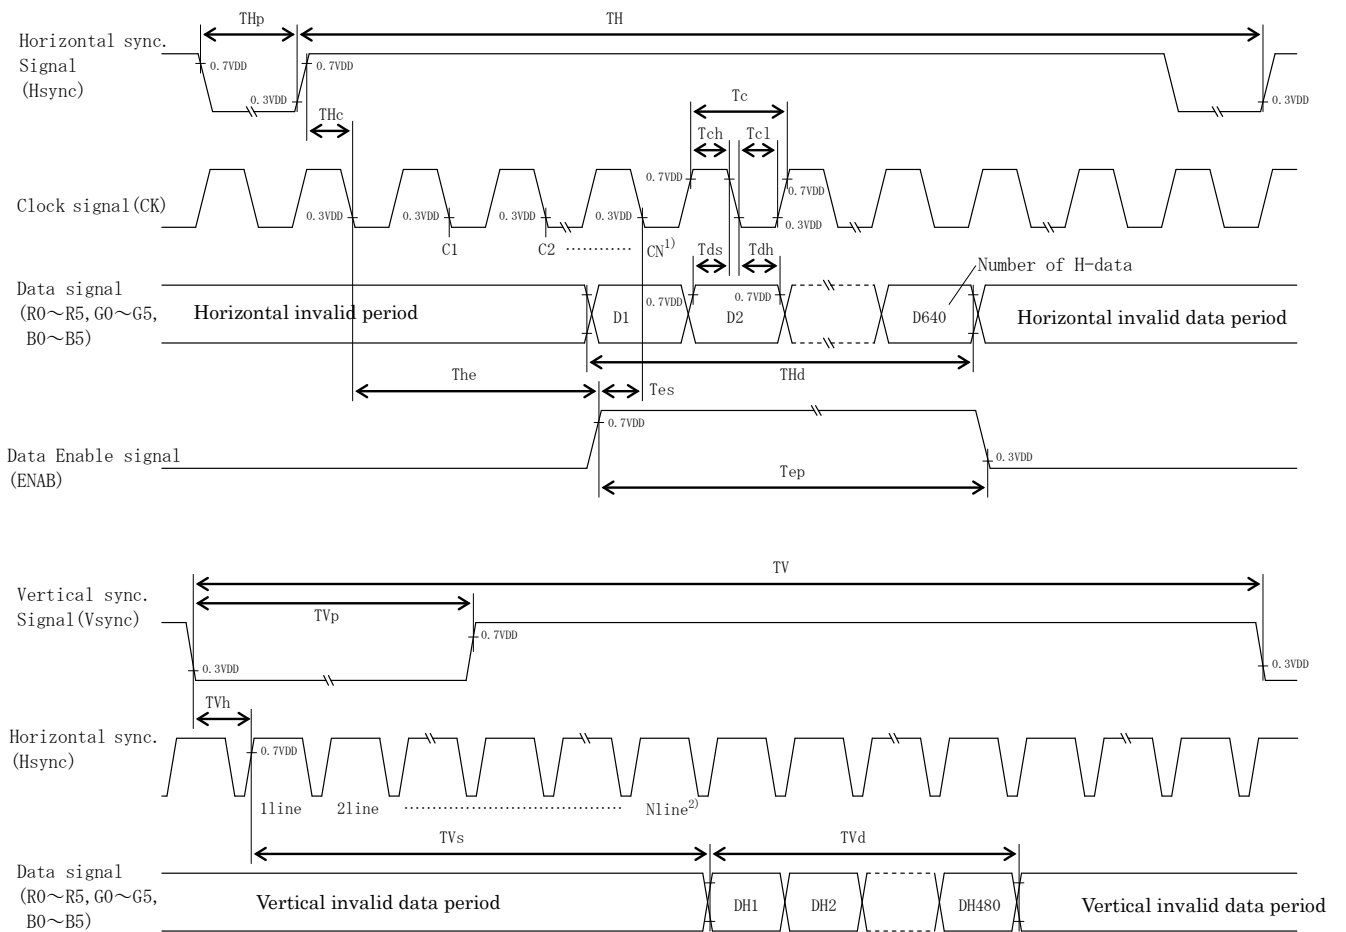 THp
TH
Horizontal sync.
Signal
(Hsync)
0.7VDD
0.7VDD
0.3VDD
0.3VDD
THc
Tc
Tch
Tcl
0.7VDD
0.7VDD
Clock signal(CK)
0.3VDD
0.3VDD
0.3VDD
0.3VDD
0.3VDD
C1
C2
CN1)
Tds
Tdh
Number of H-data
Data signal
(R0～R5,G0～G5,
B0～B5)
Horizontal invalid period
D1
0.7VDD
D2
0.7VDD
D640
Horizontal invalid data period
The
THd
Tes
0.7VDD
Data Enable signal
(ENAB)
0.3VDD
Tep
TV
Vertical sync.
Signal(Vsync)
TVp
0.7VDD
0.3VDD
0.3VDD
TVh
Horizontal sync.
(Hsync)
0.7VDD
1line
2line
Nline2)
TVs
TVd
Data signal
(R0～R5,G0～G5,
B0～B5)
Vertical invalid data period
DH1
DH2
DH480
Vertical invalid data period